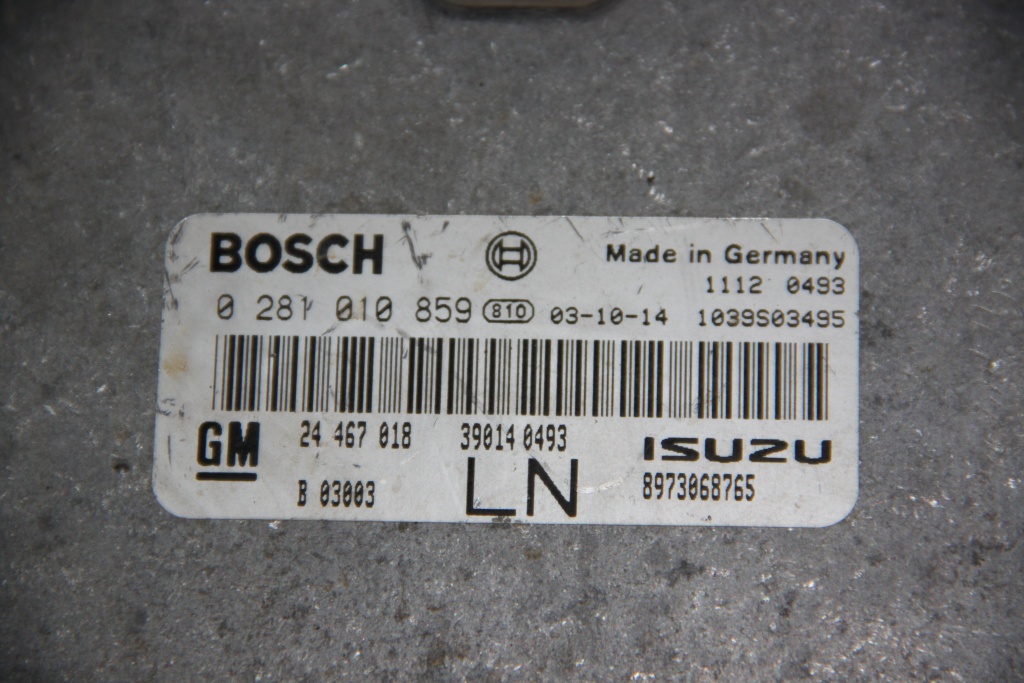 BOSCH Made in Germany
1112 0493
0 281 010 859 810 03-10-14 1039S03495
GM 24 467 018 39014 0493 ISUZU
B 03003 LN 8973068765